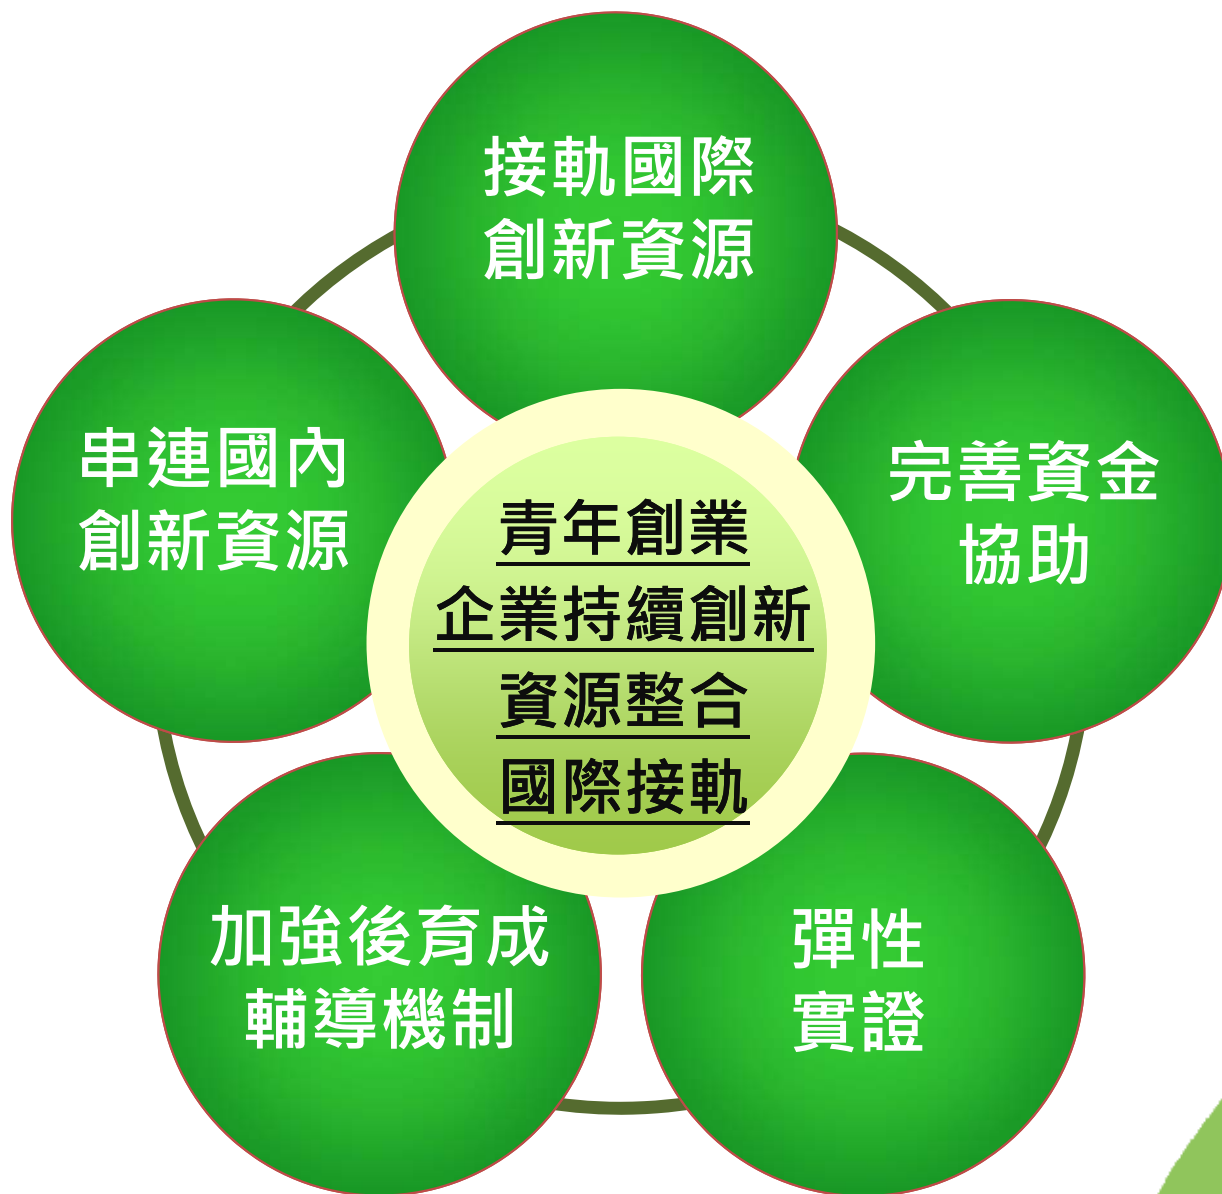 接軌國際
創新資源
串連國內
創新資源
完善資金
協助
青年創業
企業持續創新
資源整合
國際接軌
加強後育成
輔導機制
彈性
實證